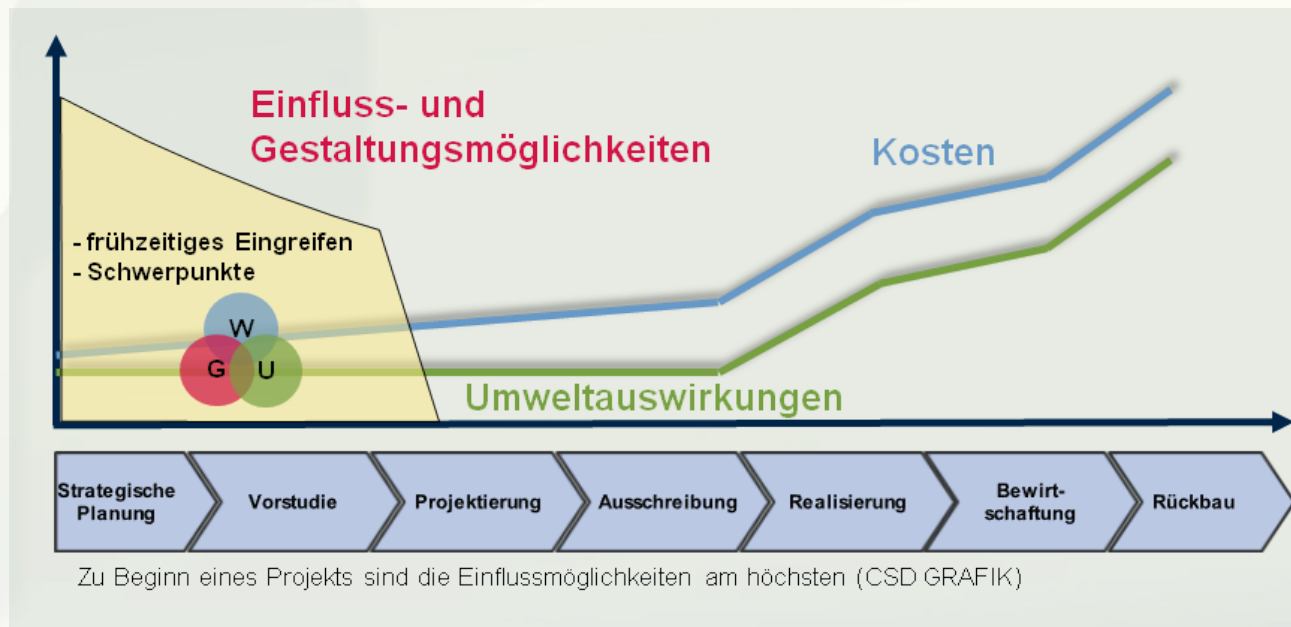 Einfluss- und
Gestaltungsmöglichkeiten
Kosten
- frühzeitiges Eingreifen
- Schwerpunkte
W
G U
Umweltauswirkungen
Strategische
Planung
Vorstudie
Projektierung
Ausschreibung
Realisierung
Bewirt-
schaftung
Rückbau
Zu Beginn eines Projekts sind die Einflussmöglichkeiten am höchsten (CSD GRAFIK)